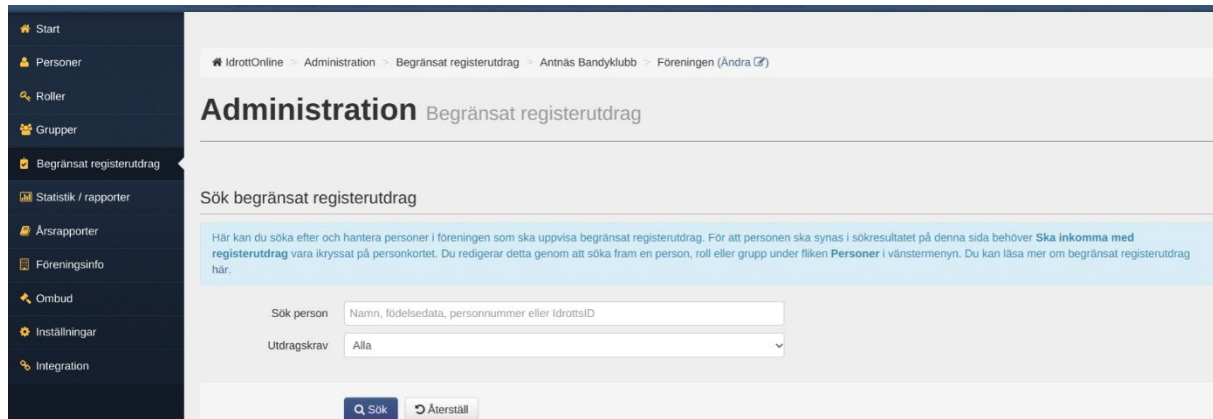 Start
Personer
Roller
Grupper
Begränsat registerutdrag
Statistik / rapporter
Årsrapporter
Föreningsinfo
Ombud
Inställningar
Integration
IdrottOnline > Administration > Begränsat registerutdrag > Antnäs Bandyklubb > Föreningen (Ändra)
Administration Begränsat registerutdrag
Sök begränsat registerutdrag
Här kan du söka efter och hantera personer i föreningen som ska uppvisa begränsat registerutdrag. För att personen ska synas i sökresultatet på denna sida behöver Ska inkomma med
registerutdrag vara ikryssat på personkortet. Du redigerar detta genom att söka fram en person, roll eller grupp under fliken Personer i vänstermenyn. Du kan läsa mer om begränsat registerutdrag
här.
Sök person Namn, födelsedata, personnummer eller IdrottsID
Utdragskrav Alla
Sök Återställ